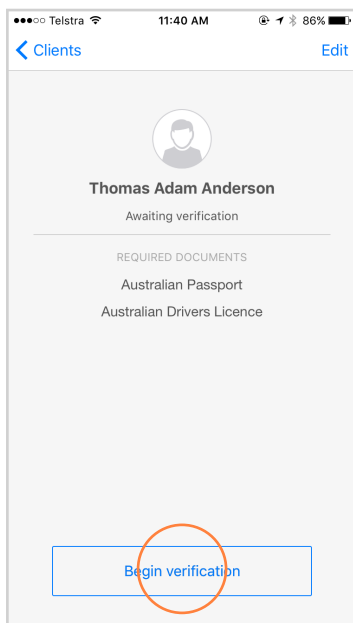 Telstra 11:40 AM 86%
Clients Edit
Thomas Adam Anderson
Awaiting verification
REQUIRED DOCUMENTS
Australian Passport
Australian Drivers Licence
Begin verification